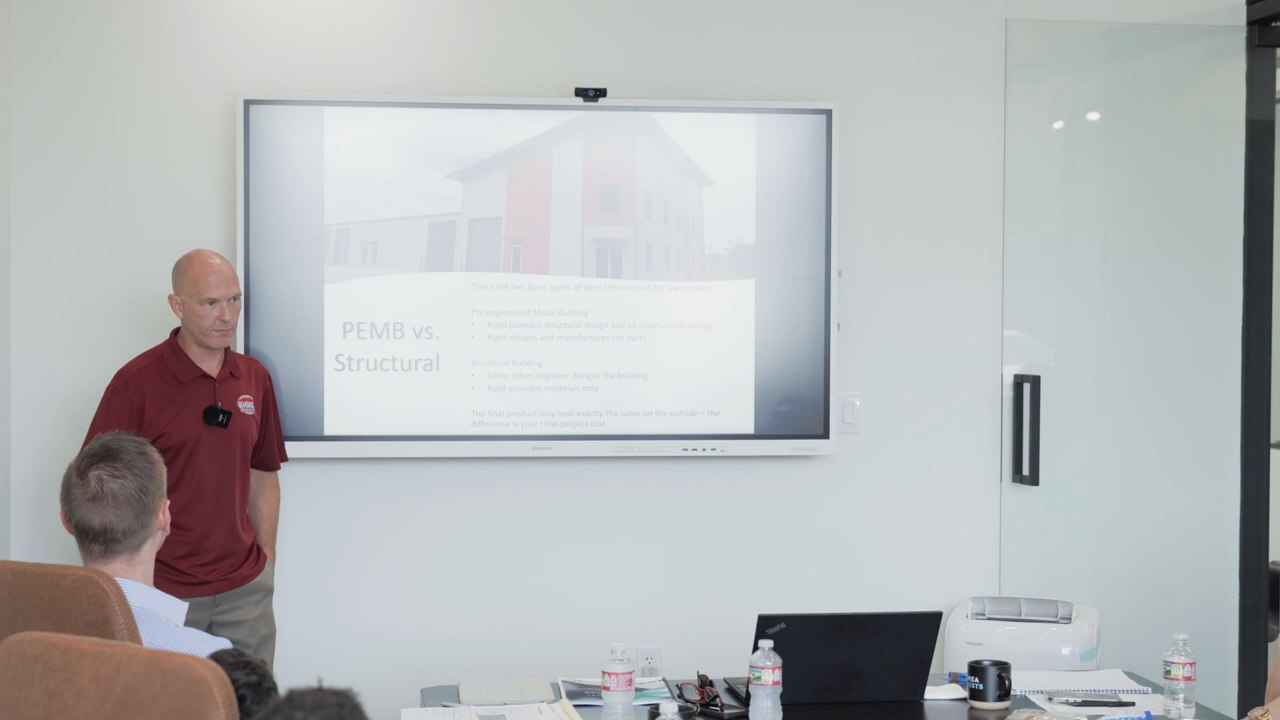 There are two basic types of steel construction for lease space:
PEMB vs.
Structural
Pre engineered Metal Building
• Rigid provides structural design and all structural drawings
• Rigid designs and manufactures the parts
Structural Building
• Some other engineer designs the building
• Rigid provides materials only
The final product may look exactly the same on the outside – the
difference is your total project cost.
ThinkPad